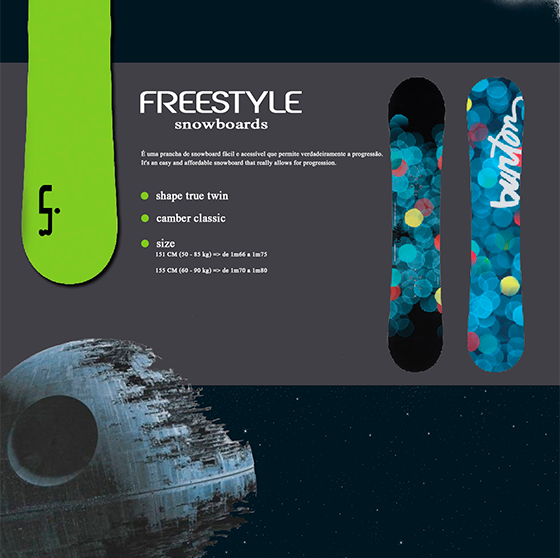 FREESTYLE
snowboards
É uma prancha de snowboard fácil e acessível que permite verdadeiramente a progressão.
It's an easy and affordable snowboard that really allows for progression.
shape true twin
camber classic
size
151 CM (50 - 85 kg) => de 1m66 a 1m75
155 CM (60 - 90 kg) => de 1m70 a 1m80
burton